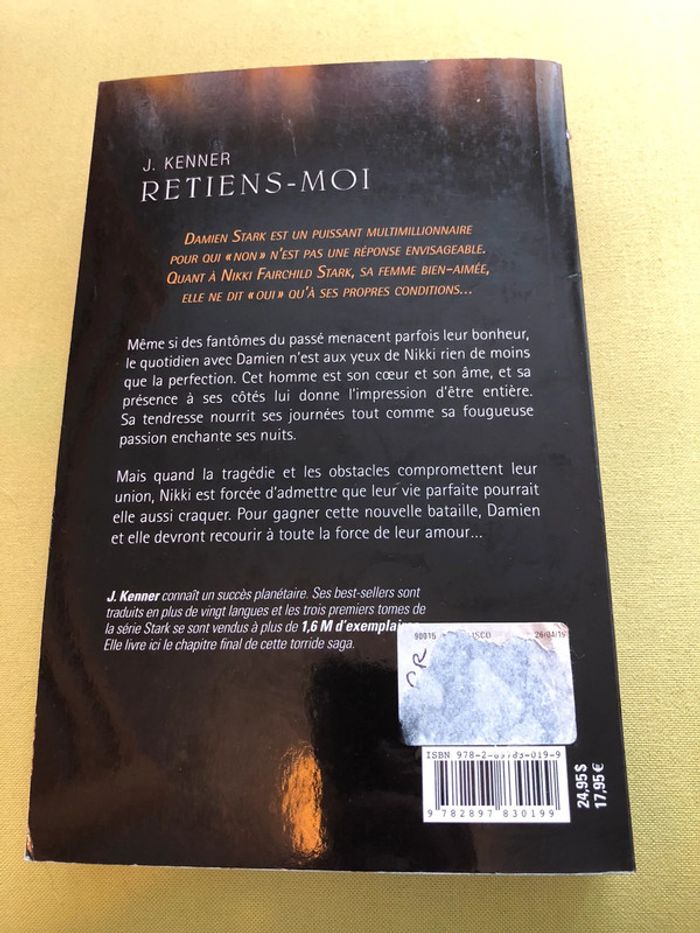 J. KENNER
RETIENS-MOI
DAMIEN STARK EST UN PUISSANT MULTIMILLIONNAIRE
POUR QUI « NON » N'EST PAS UNE RÉPONSE ENVISAGEABLE.
QUANT À NIKKI FAIRCHILD STARK, SA FEMME BIEN-AIMÉE,
ELLE NE DIT « OUI » QU'À SES PROPRES CONDITIONS...
Même si des fantômes du passé menacent parfois leur bonheur,
le quotidien avec Damien n'est aux yeux de Nikki rien de moins
que la perfection. Cet homme est son cœur et son âme, et sa
présence à ses côtés lui donne l'impression d'être entière.
Sa tendresse nourrit ses journées tout comme sa fougueuse
passion enchante ses nuits.
Mais quand la tragédie et les obstacles compromettent leur
union, Nikki est forcée d'admettre que leur vie parfaite pourrait
elle aussi craquer. Pour gagner cette nouvelle bataille, Damien
et elle devront recourir à toute la force de leur amour...
J. Kenner connaît un succès planétaire. Ses best-sellers sont
traduits en plus de vingt langues et les trois premiers tomes de
la série Stark se sont vendus à plus de 1,6 M d'exemplaires.
Elle livre ici le chapitre final de cette torride saga.
90015 26/04/19
ISBN 978-2-89783-019-9
9 782897 830199
24,95 $
17,95 €